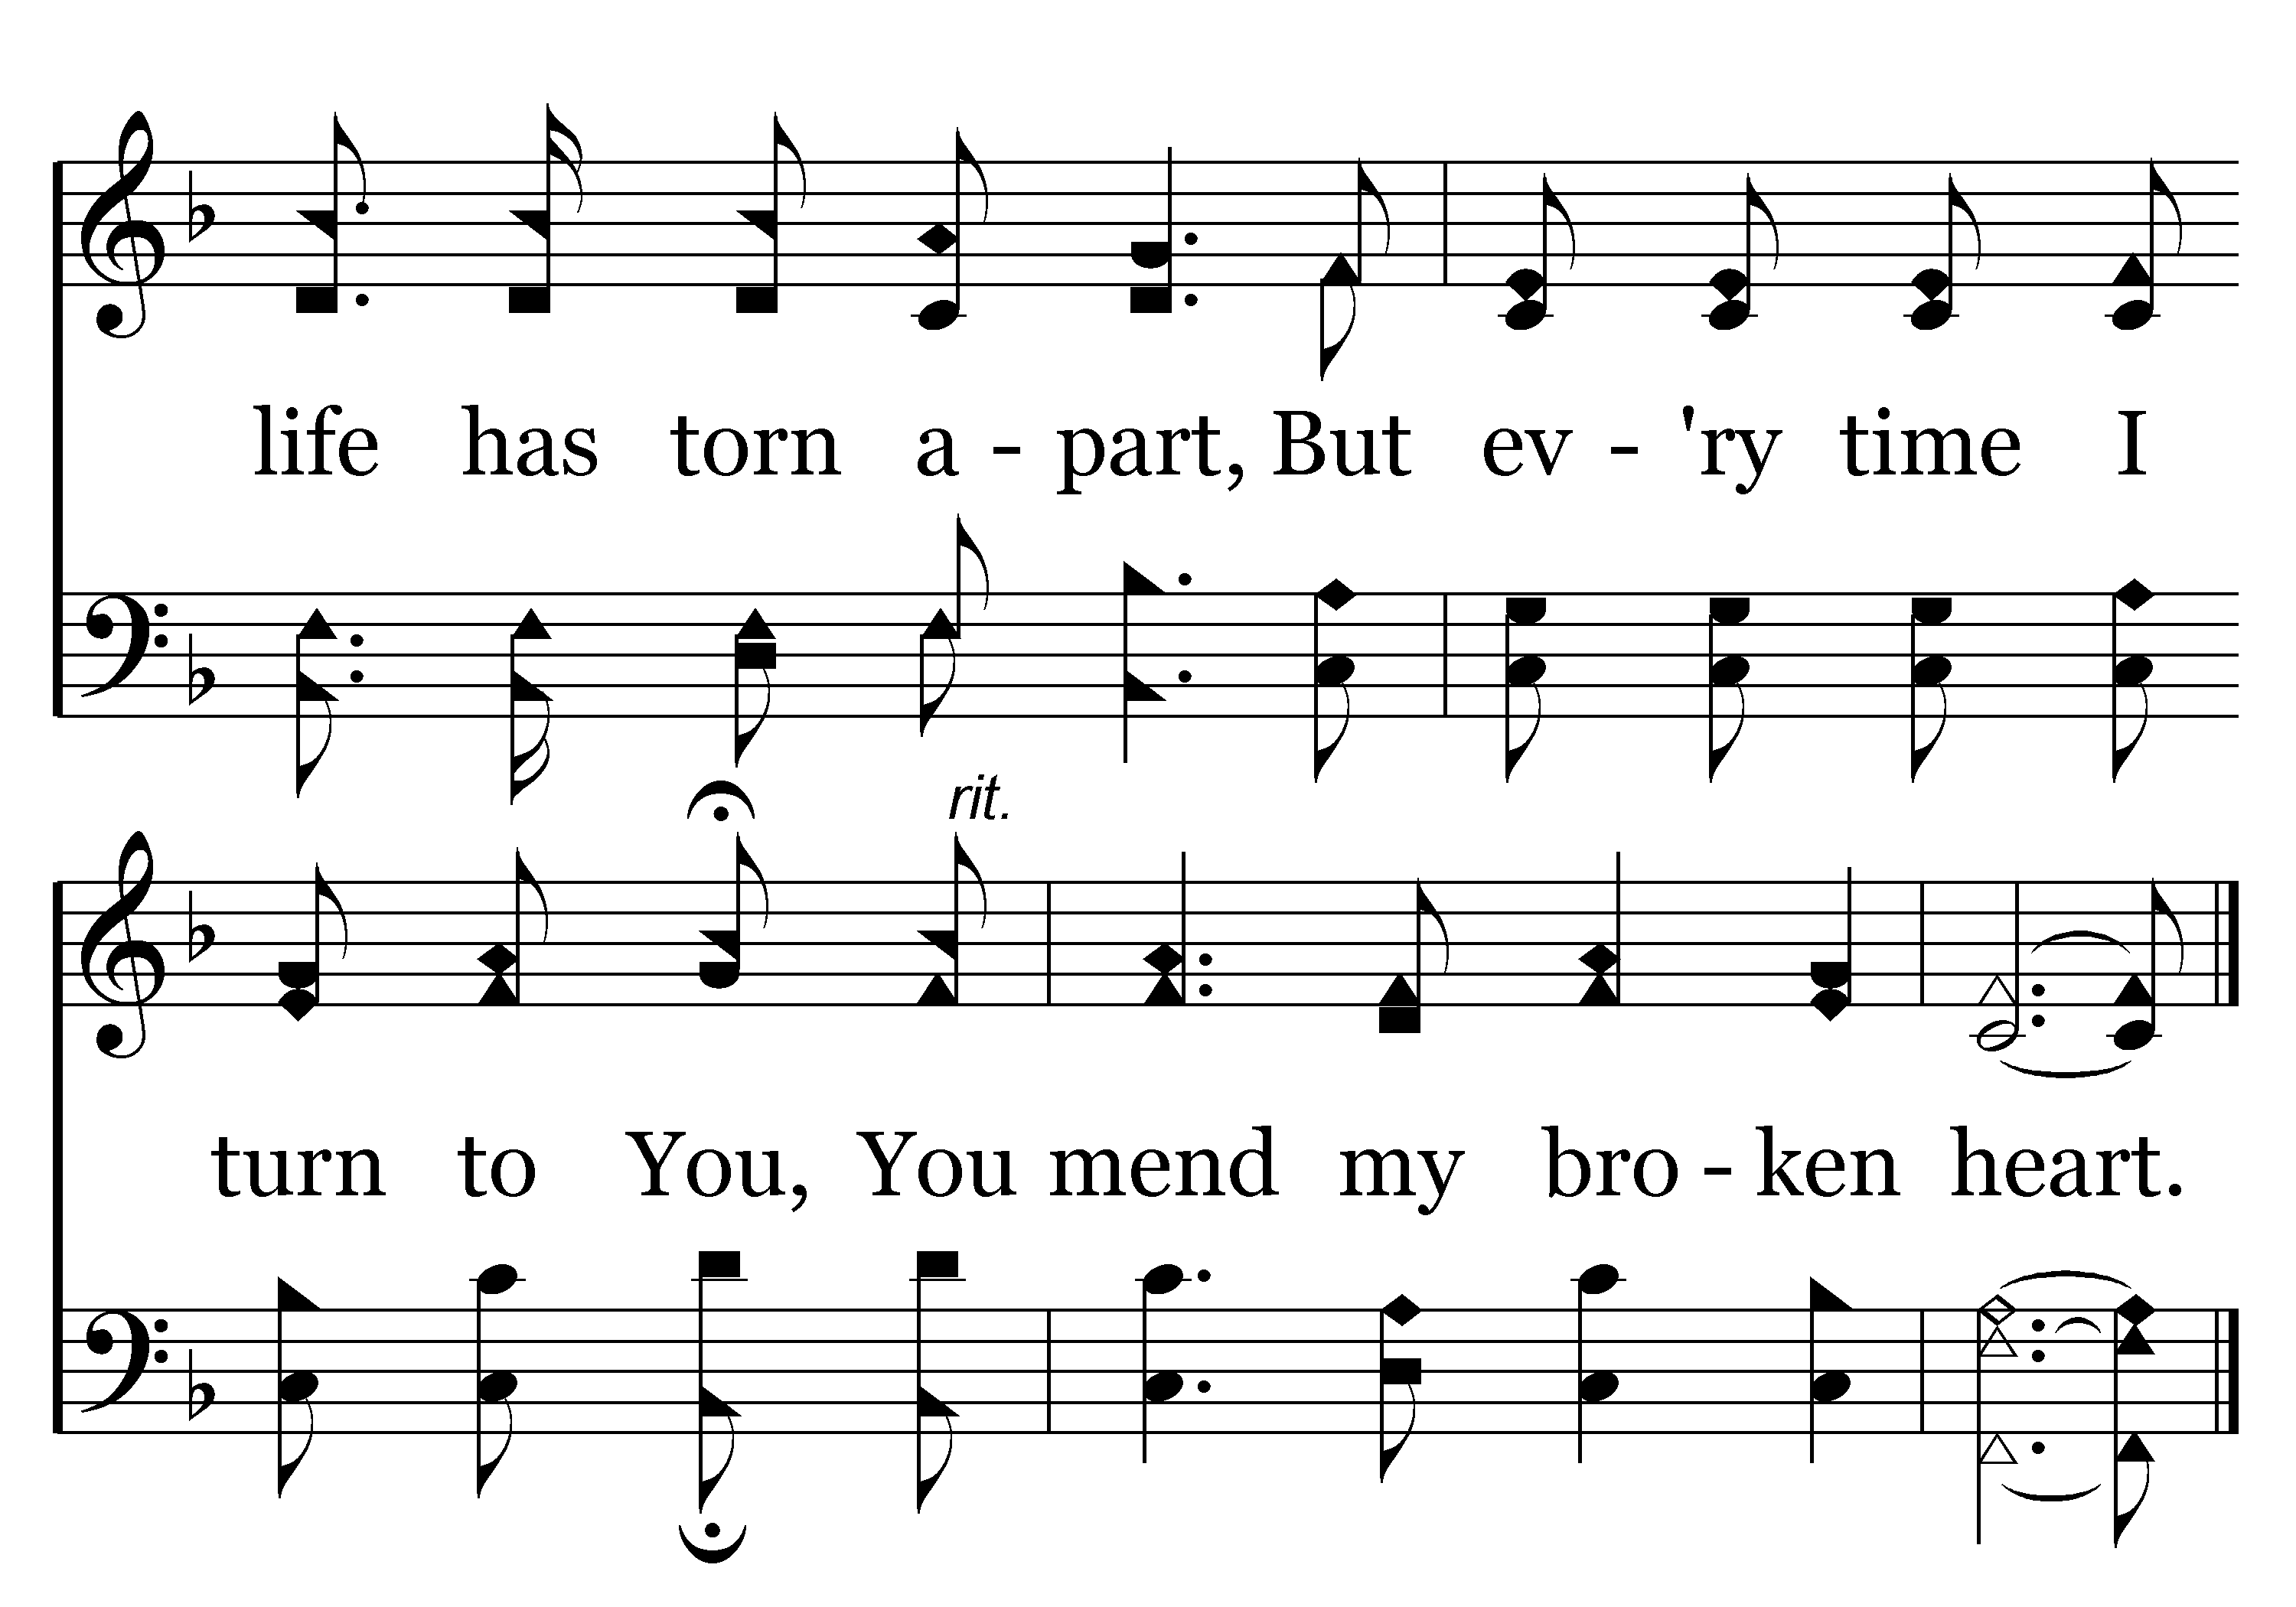 life has torn a - part, But ev - 'ry time I
rit.
turn to You, You mend my bro - ken heart.